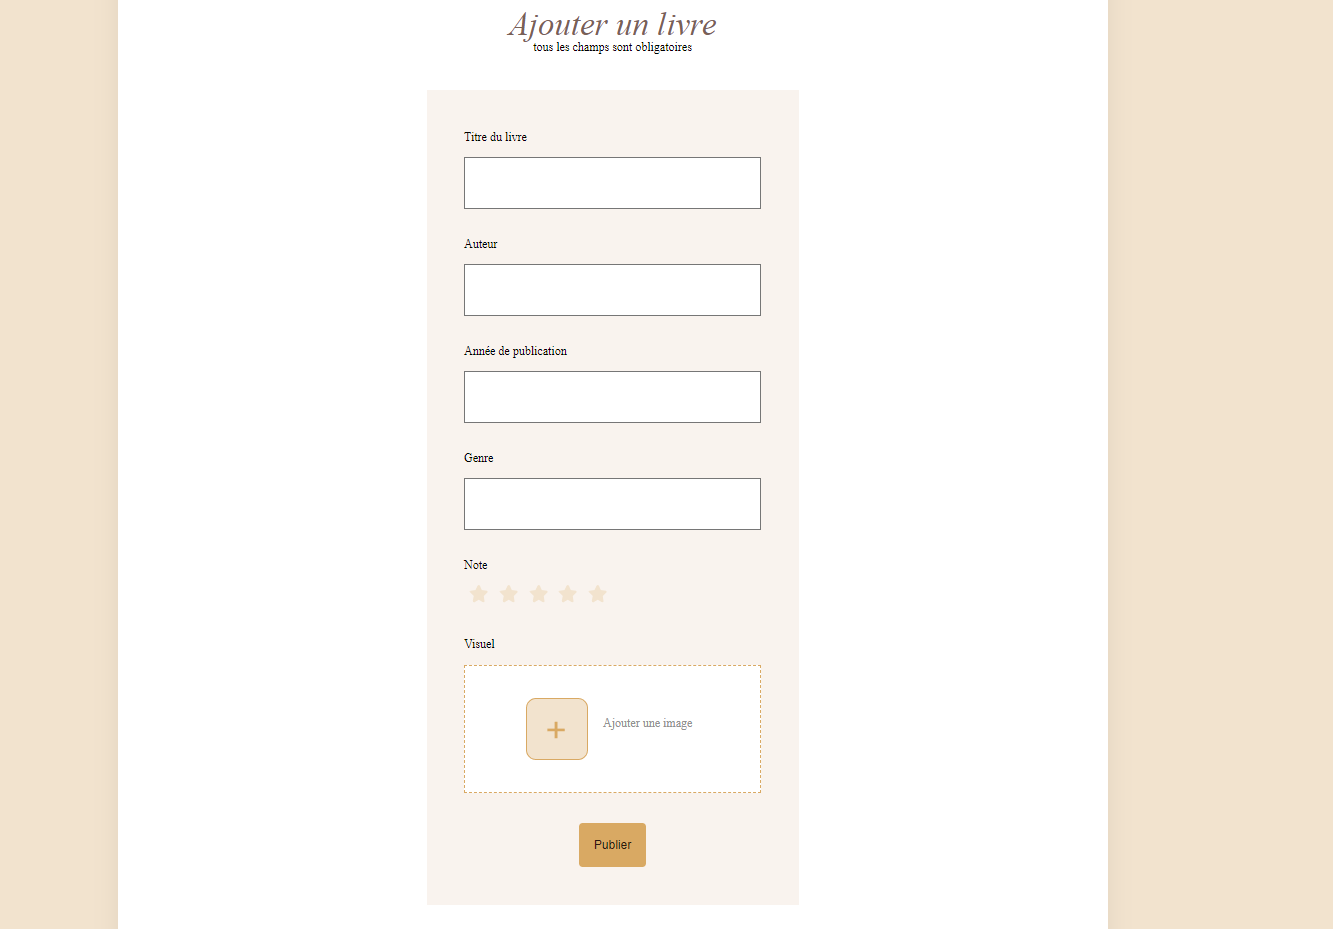 Ajouter un livre
tous les champs sont obligatoires
Titre du livre
Auteur
Année de publication
Genre
Note
Visuel
+ Ajouter une image
Publier